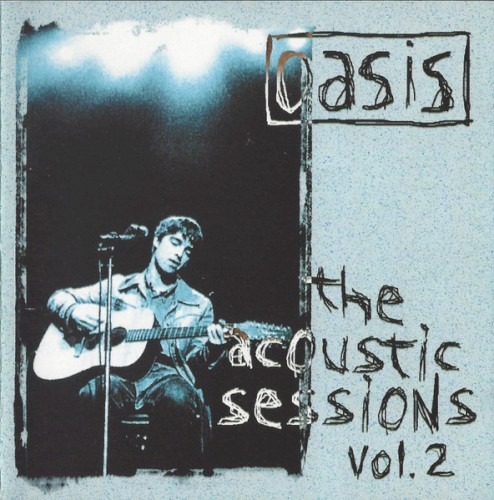 oasis
the
acoustic
sessions
vol. 2